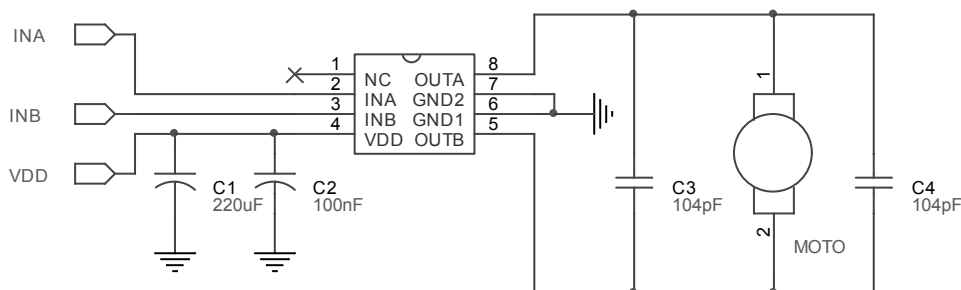 INA
INB
VDD
1
2
3
4
NC
INA
INB
VDD
OUTA
GND2
GND1
OUTB
8
7
6
5
C1
220uF
C2
100nF
C3
104pF
1
2
MOTO
C4
104pF